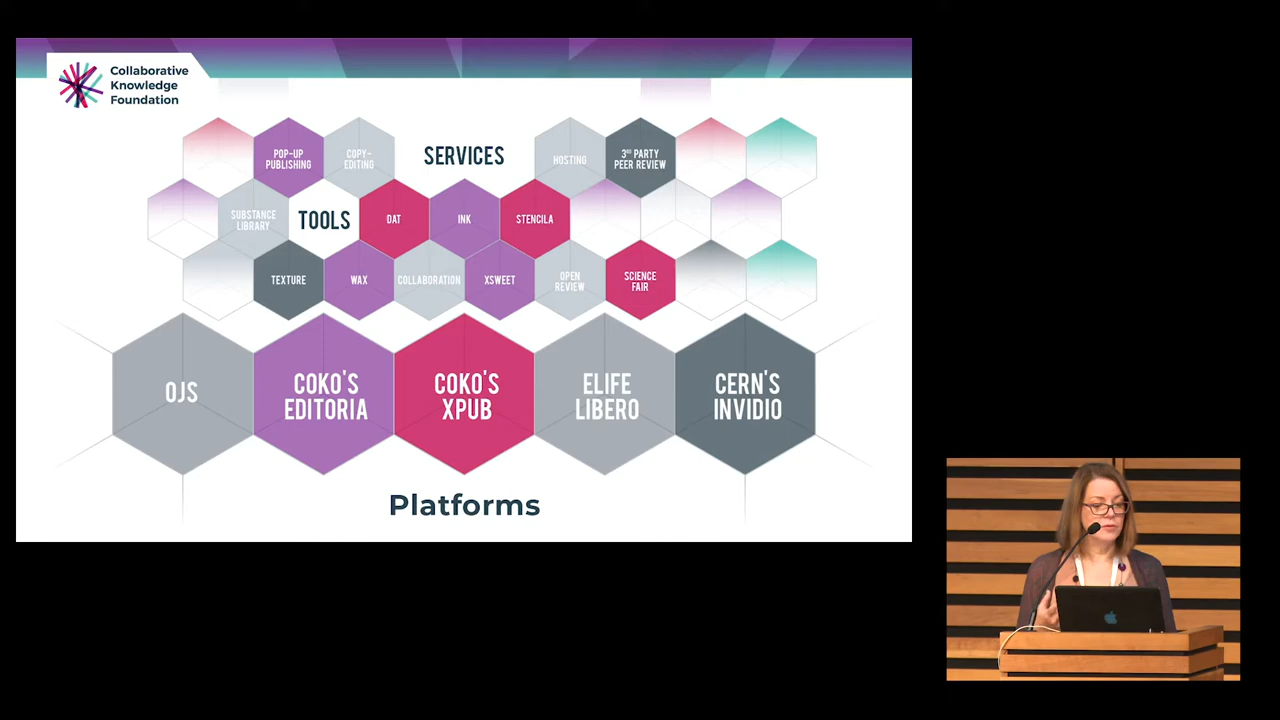 Collaborative
Knowledge
Foundation
POP-UP
PUBLISHING
COPY-
EDITING
SERVICES
HOSTING
3RD PARTY
PEER REVIEW
SUBSTANCE
LIBRARY
TOOLS
DAT
INK
STENCILA
TEXTURE
WAX
COLLABORATION
XSWEET
OPEN
REVIEW
SCIENCE
FAIR
OJS
COKO'S
EDITORIA
COKO'S
XPUB
ELIFE
LIBERO
CERN'S
INVIDIO
Platforms